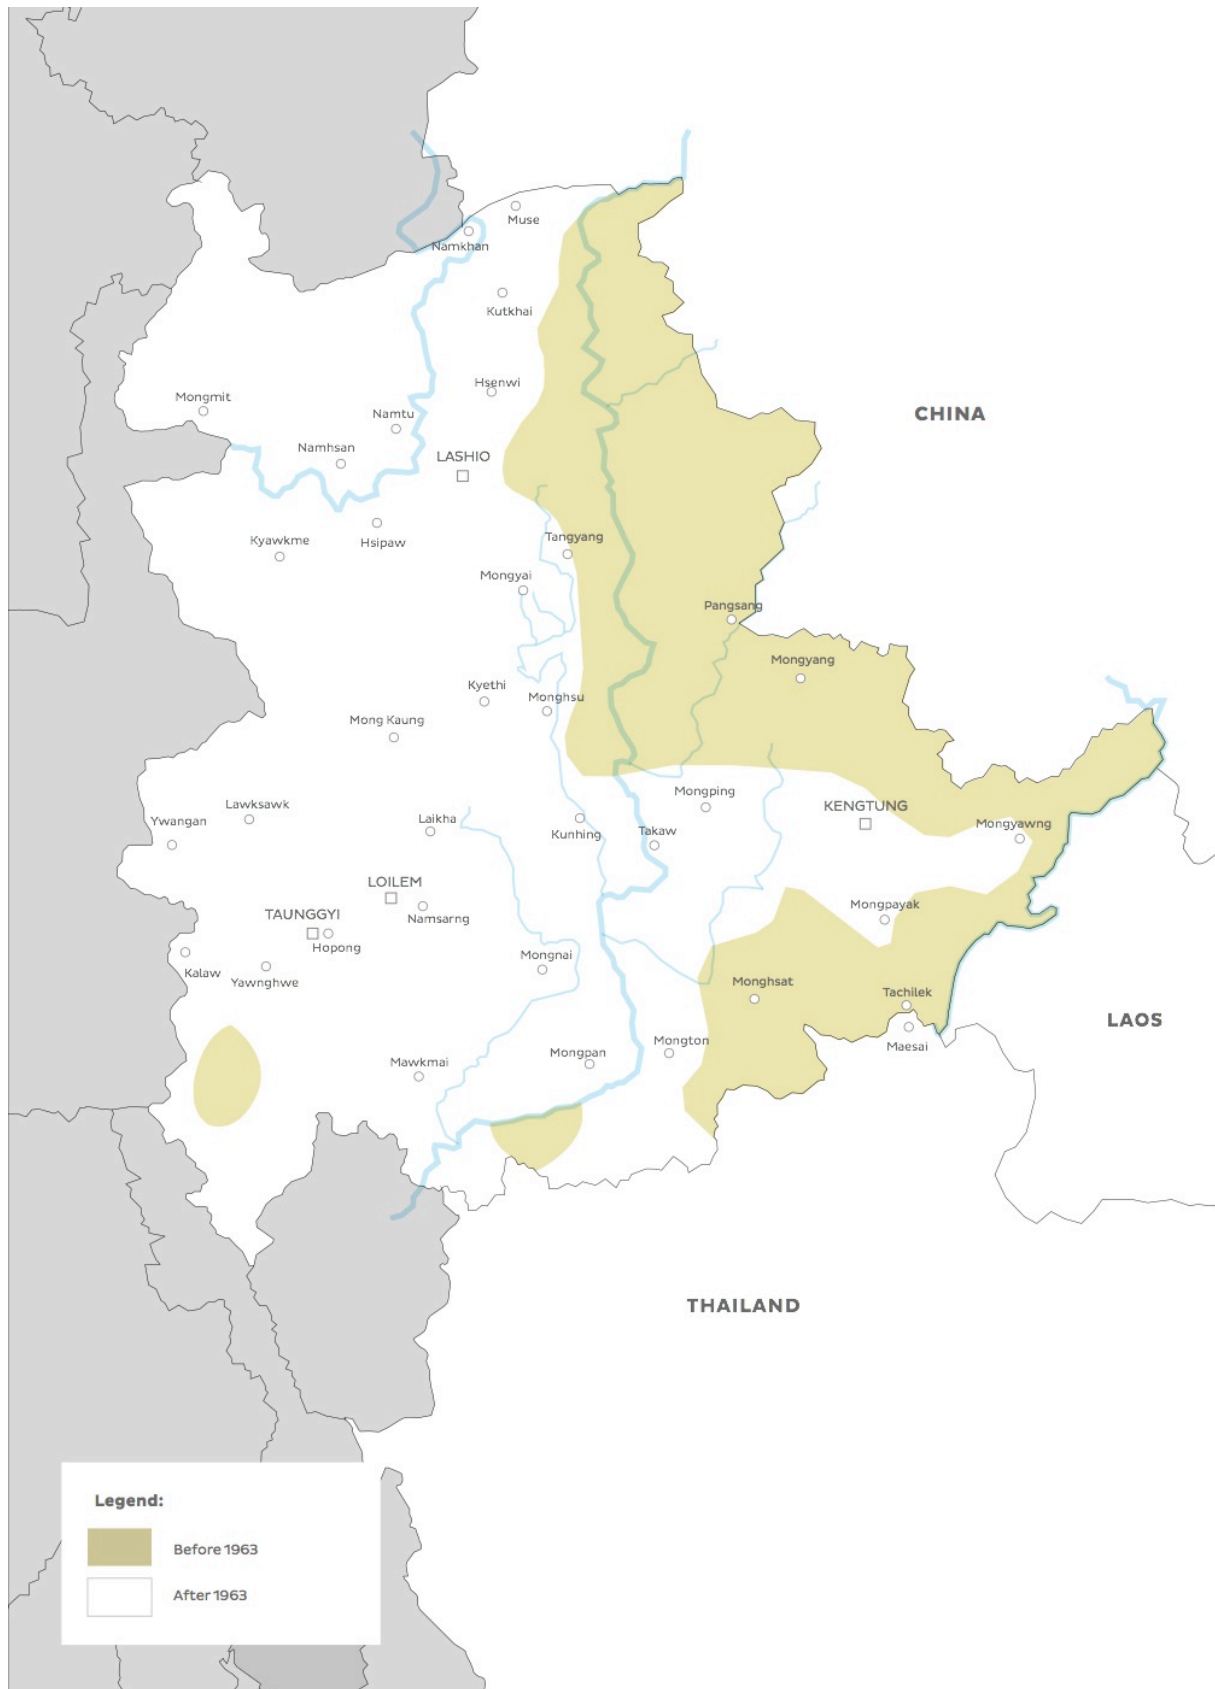 Muse
Namkhan
Kutkhai
Hsenwi
Mongmit
Namtu
CHINA
Namhsan
LASHIO
Kyawkme
Hsipaw
Tangyang
Mongyai
Pangsang
Mongyang
Kyethi
Monghsu
Mong Kaung
Mongping
KENGTUNG
Lawksawk
Ywangan
Laikha
Kunhing
Takaw
Mongyawng
LOILEM
TAUNGGYI
Namsarng
Mongpayak
Hopong
Kalaw
Yawnghwe
Mongnai
Monghsat
Tachilek
LAOS
Maesai
Mongton
Mongpan
Mawkmai
THAILAND
Legend:
Before 1963
After 1963